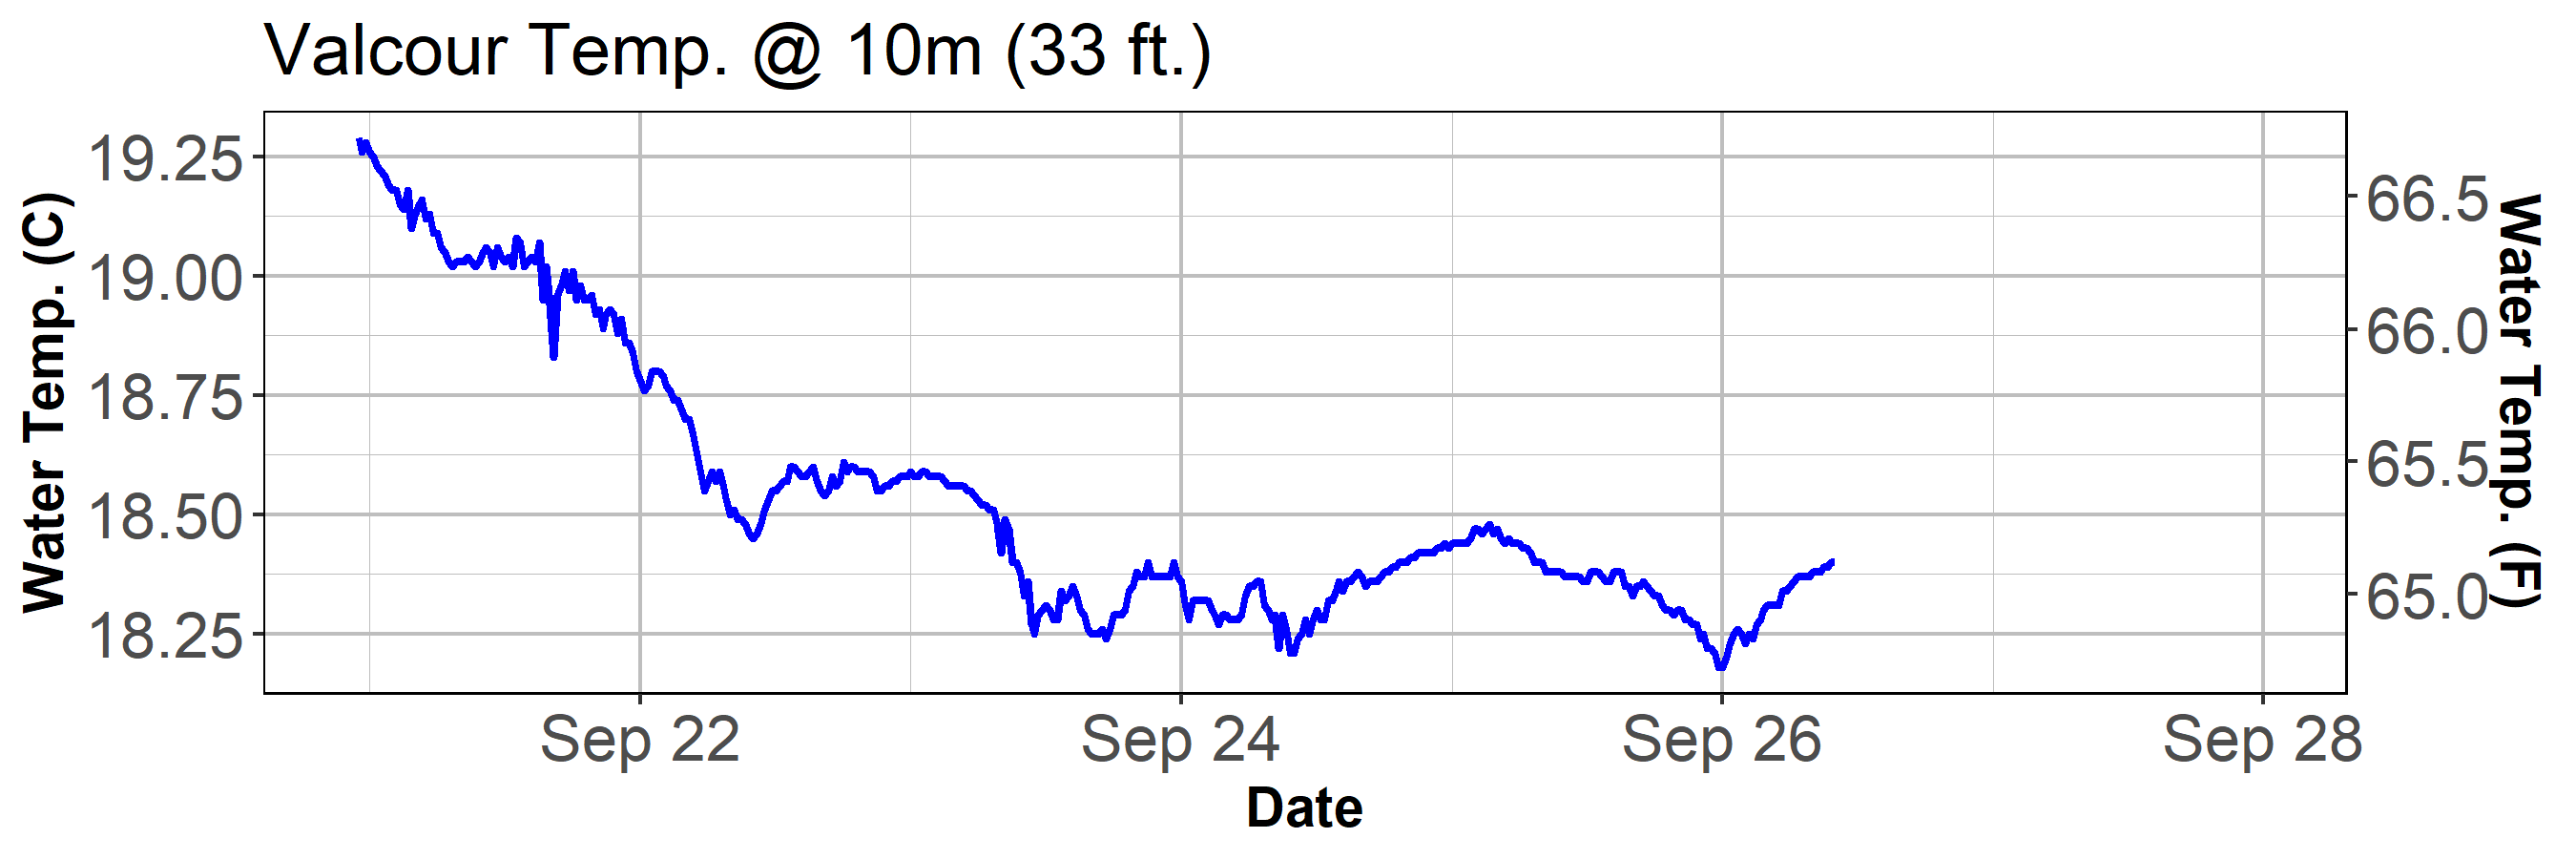 Valcour Temp. @ 10m (33 ft.)
Water Temp. (C)
19.25
19.00
18.75
18.50
18.25
66.5
66.0
65.5
65.0
Water Temp. (F)
Sep 22
Sep 24
Sep 26
Sep 28
Date